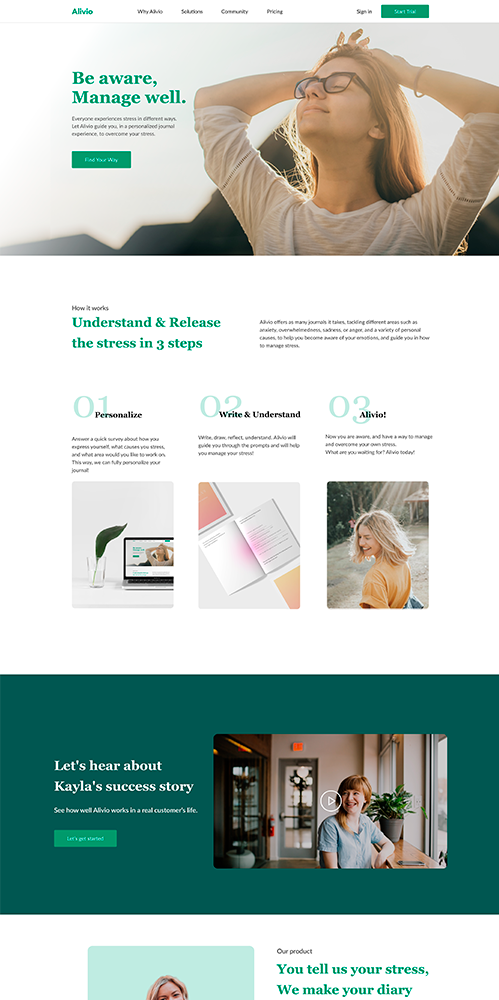 Alivio
Why Alivio
Solutions
Community
Pricing
Sign in
Start Trial
Be aware,
Manage well.
Everyone experiences stress in different ways.
Let Alivio guide you, in a personalized journal
experience, to overcome your stress.
Find Your Way
How it works
Understand & Release
the stress in 3 steps
Alivio offers as many journals it takes, tackling different areas such as
anxiety, overwhelmedness, sadness, or anger, and a variety of personal
causes, to help you become aware of your emotions, and guide you in how
to manage stress.
01
Personalize
Answer a quick survey about how you
express yourself, what causes you stress,
and what area would you like to work on.
This way, we can fully personalize your
journal!
02
Write & Understand
Write, draw, reflect, understand. Alivio will
guide you through the prompts and will help
you manage your stress!
03
Alivio!
Now you are aware, and have a way to manage
and overcome your own stress.
What are you waiting for? Alivio today!
Let's hear about
Kayla's success story
See how well Alivio works in a real customer's life.
Let's get started
Our product
You tell us your stress,
We make your diary